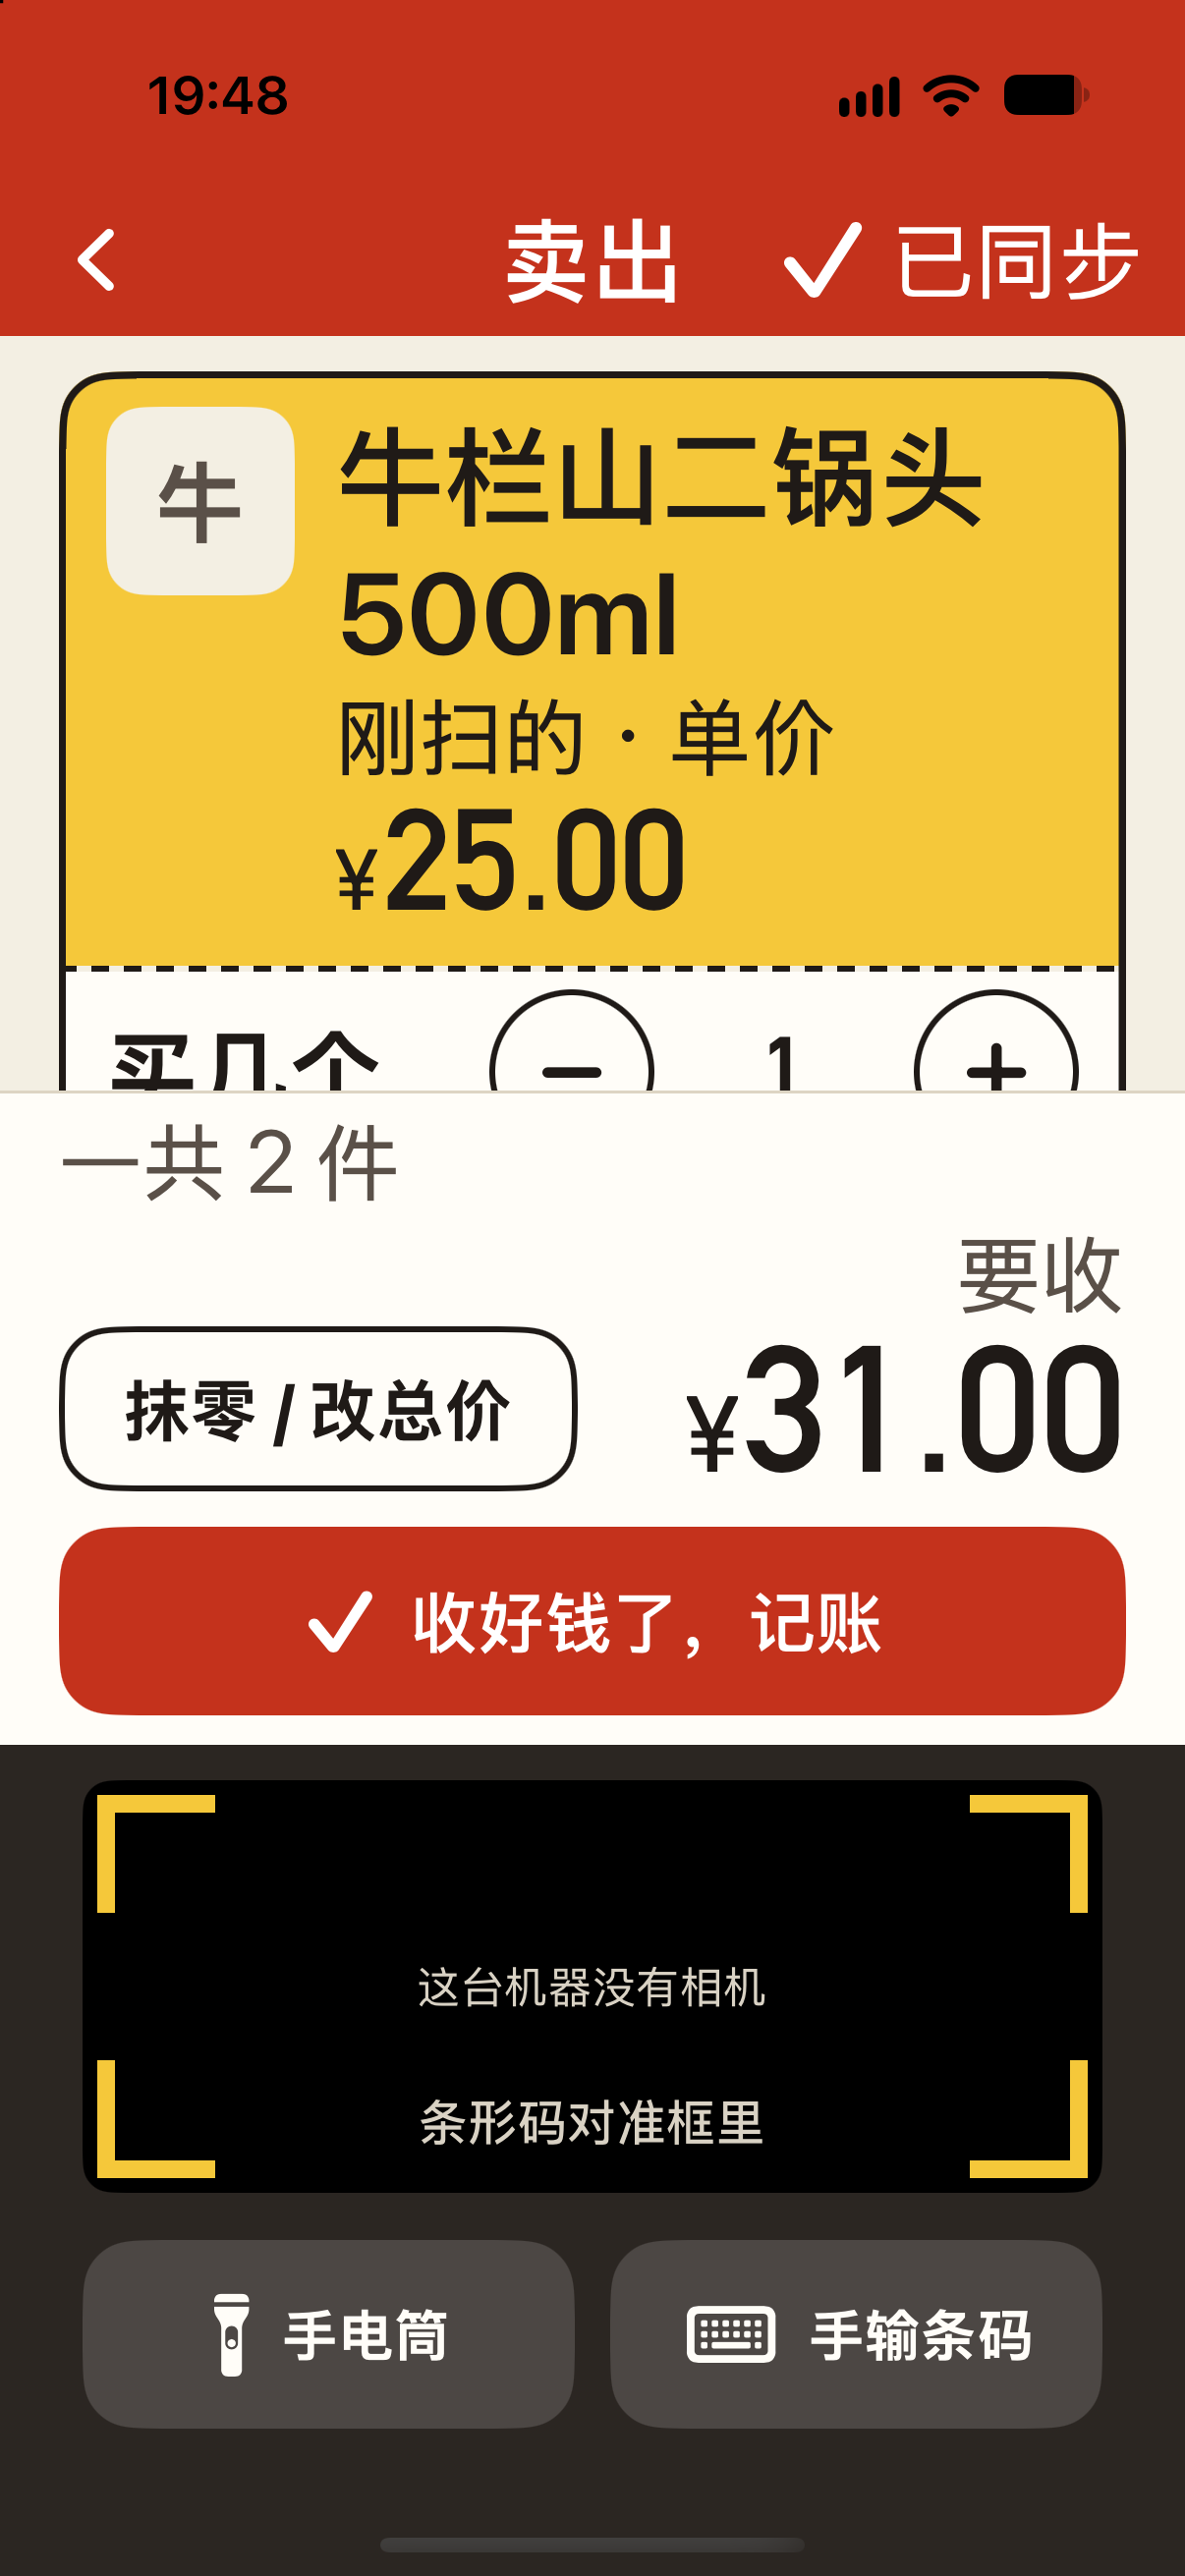 19:48
卖出
已同步
牛
牛栏山二锅头
500ml
刚扫的 · 单价
¥25.00
买几个
1
一共 2 件
要收
抹零 / 改总价
¥31.00
收好钱了，记账
这台机器没有相机
条形码对准框里
手电筒
手输条码